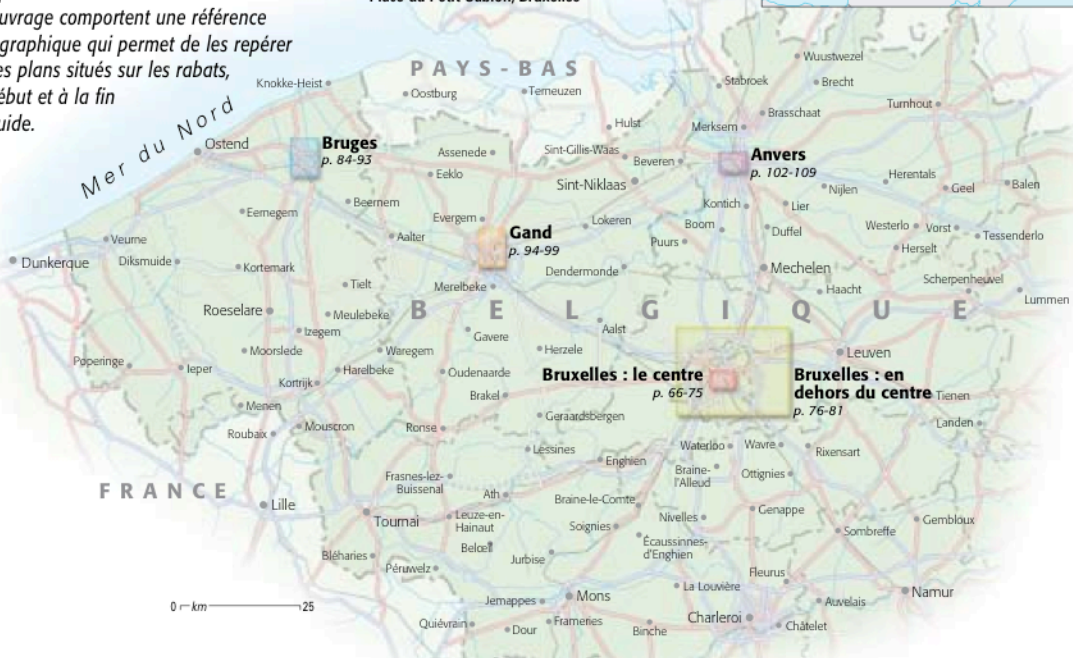 uvrage comportent une référence
graphique qui permet de les repérer
es plans situés sur les rabats,
ébut et à la fin
uide.
PAYS-BAS
Knokke-Heist
Oostburg
Terneuzen
Hulst
Wuustwezel
Stabroek
Brecht
Brasschaat
Turnhout
Merksem
Mer du Nord
Ostend
Bruges
p. 84-93
Assenede
Sint-Gillis-Waas
Beveren
Anvers
p. 102-109
Eeklo
Sint-Niklaas
Nijlen
Herentals
Geel
Balen
Eernegem
Beernem
Evergem
Lokeren
Kontich
Lier
Boom
Duffel
Westerlo
Vorst
Tessenderlo
Veurne
Aalter
Gand
p. 94-99
Puurs
Herselt
Dunkerque
Diksmuide
Kortemark
Dendermonde
Mechelen
Scherpenheuvel
Tielt
Merelbeke
Haacht
Lummen
BELGIQUE
Roeselare
Meulebeke
Izegem
Gavere
Aalst
Moorslede
Waregem
Herzele
Leuven
Poperinge
Ieper
Harelbeke
Oudenaarde
Bruxelles : le centre
p. 66-75
Bruxelles : en
dehors du centre
p. 76-81
Kortrijk
Brakel
Tienen
Menen
Geraardsbergen
Landen
Roubaix
Mouscron
Ronse
Lessines
Enghien
Waterloo
Wavre
Rixensart
Braine-
l'Alleud
Ottignies
FRANCE
Frasnes-lez-
Buissenal
Ath
Braine-le-Comte
Lille
Tournai
Leuze-en-
Hainaut
Soignies
Nivelles
Genappe
Sombreffe
Gembloux
Belœil
Jurbise
Écaussinnes-
d'Enghien
Bléharies
Péruwelz
Fleurus
La Louvière
Namur
0 km 25
Jemappes
Mons
Auvelais
Quiévrain
Dour
Frameries
Binche
Charleroi
Châtelet